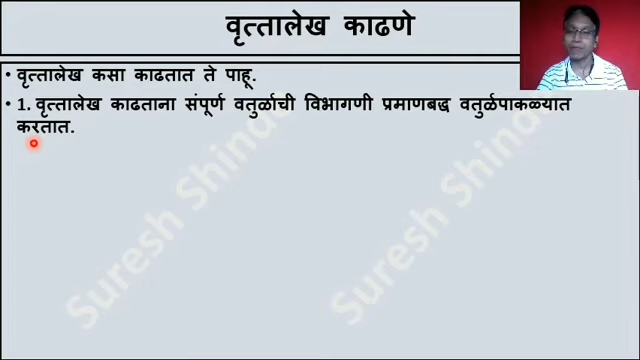 वृत्तालेख काढणे
• वृत्तालेख कसा काढतात ते पाहू.
• 1. वृत्तालेख काढताना संपूर्ण वतुर्ळाची विभागणी प्रमाणबद्ध वतुर्ळपाकळ्यात
करतात.
Suresh Shinde
Suresh Shinde